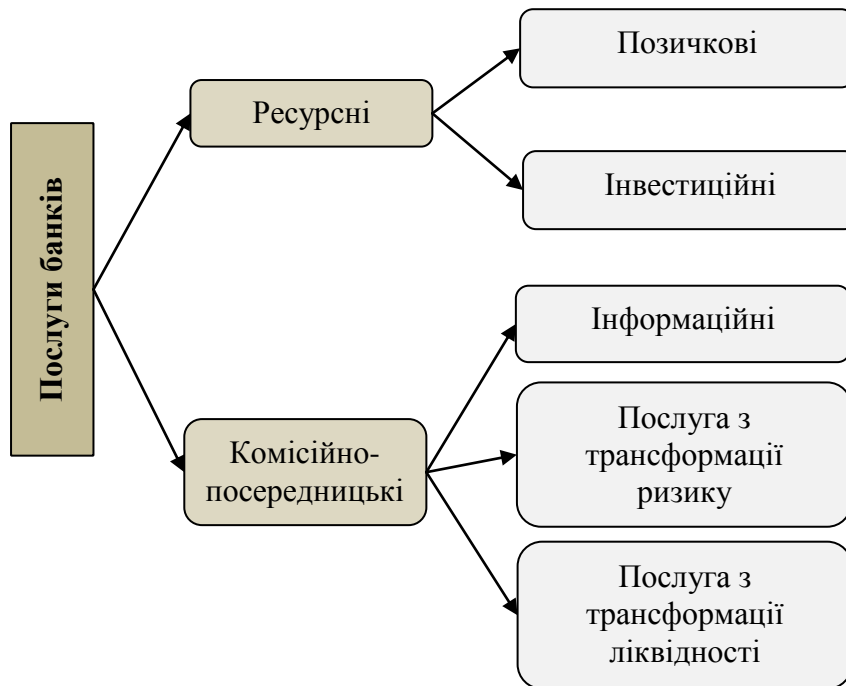 Послуги банків
Ресурсні
Позичкові
Інвестиційні
Комісійно-
посередницькі
Інформаційні
Послуга з
трансформації
ризику
Послуга з
трансформації
ліквідності